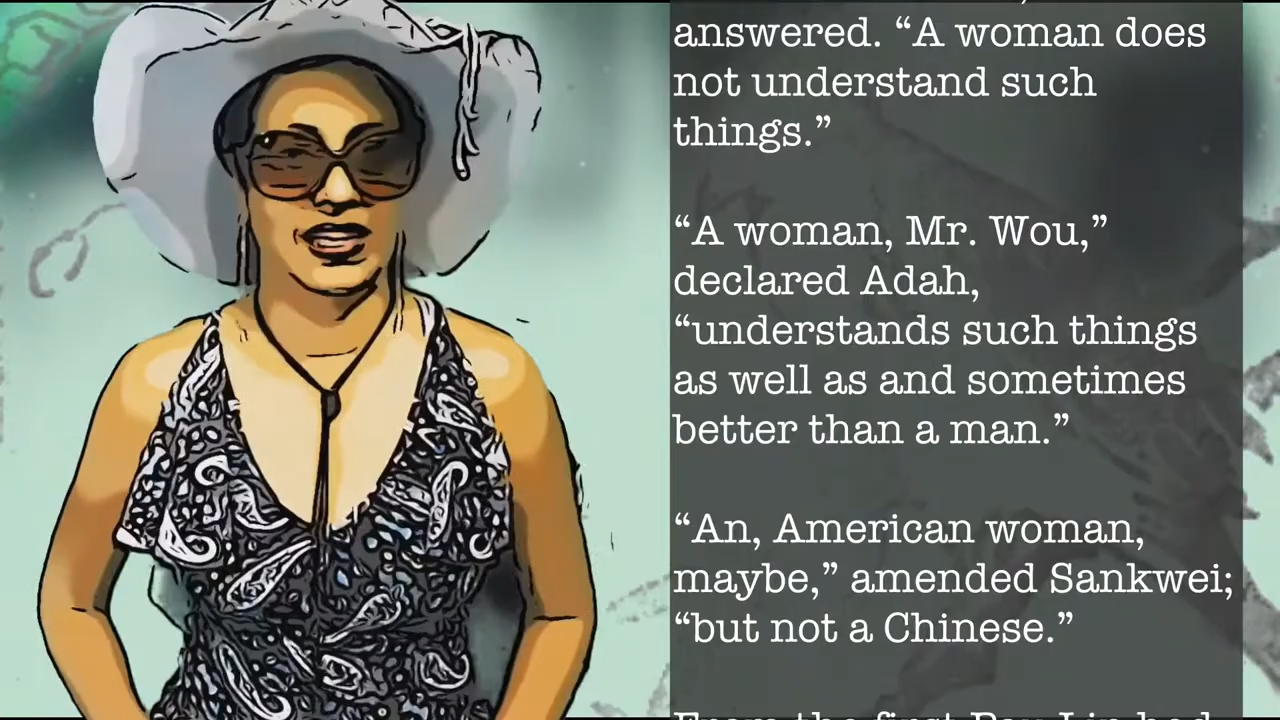 answered. “A woman does
not understand such
things.”
“A woman, Mr. Wou,”
declared Adah,
“understands such things
as well as and sometimes
better than a man.”
“An, American woman,
maybe,” amended Sankwei;
“but not a Chinese.”